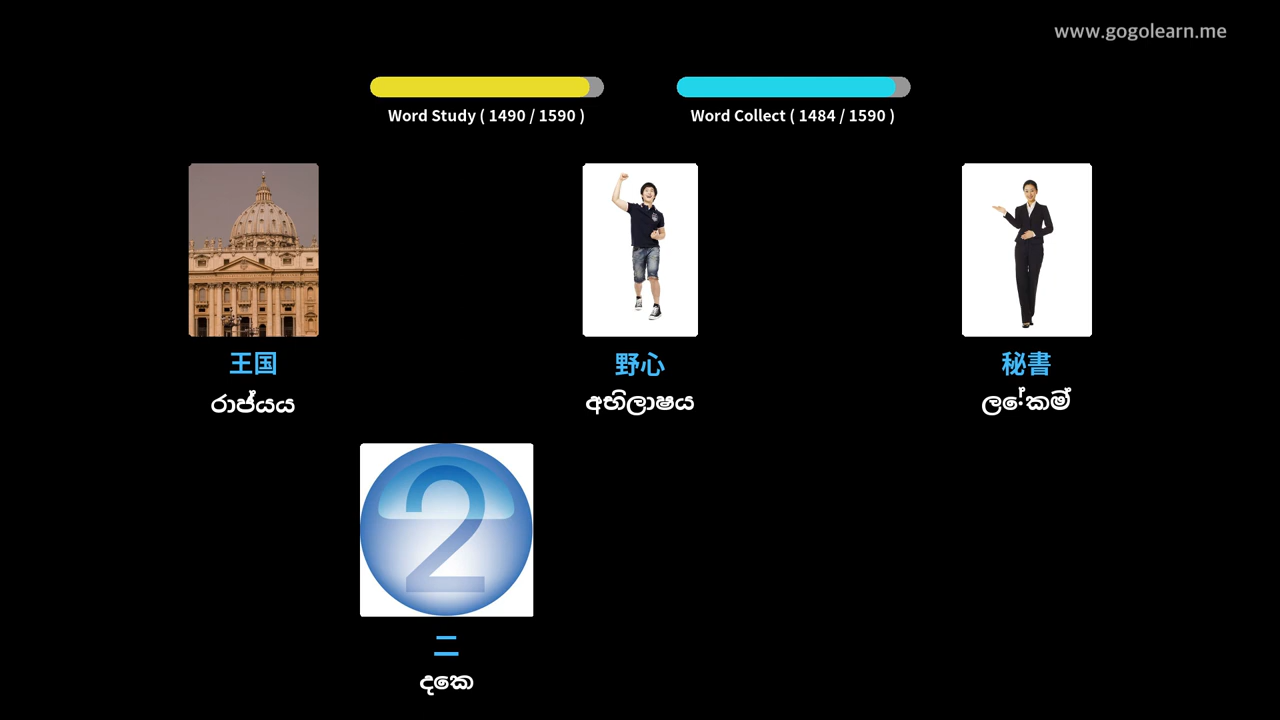 www.gogolearn.me
Word Study ( 1490 / 1590 )
Word Collect ( 1484 / 1590 )
王国
රාජ්යය
野心
අභිලාෂය
秘書
ලේකම්
2
二
දෙක